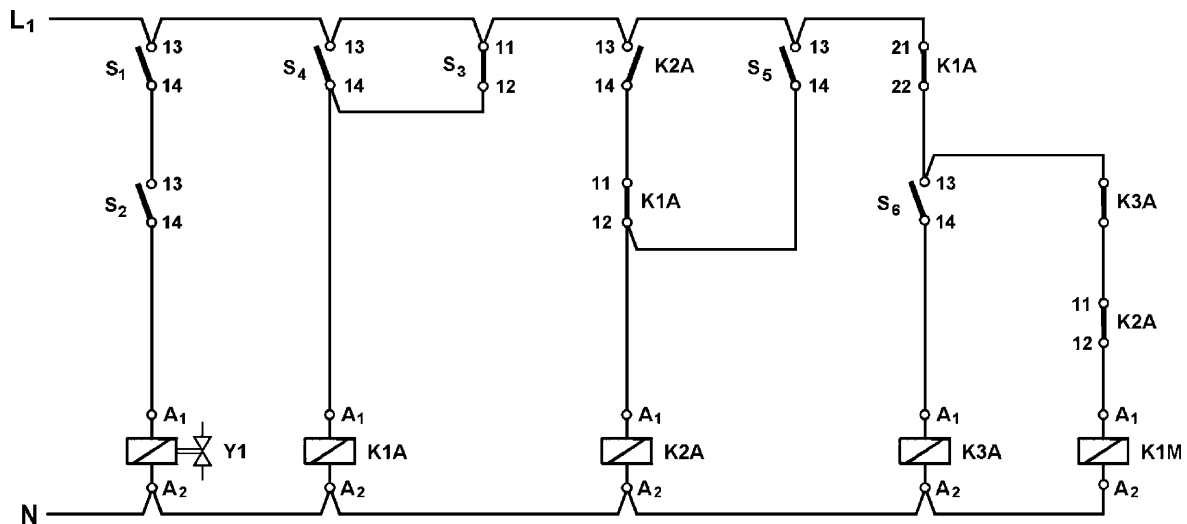 L1
13 13 11 13 13 21
S1 S4 S3 K2A S5 K1A
14 14 12 14 14 22
13 11 13
S2 K1A S6 K3A
14 12 14
11
K2A
12
A1 A1 A1 A1 A1
Y1 K1A K2A K3A K1M
A2 A2 A2 A2 A2
N